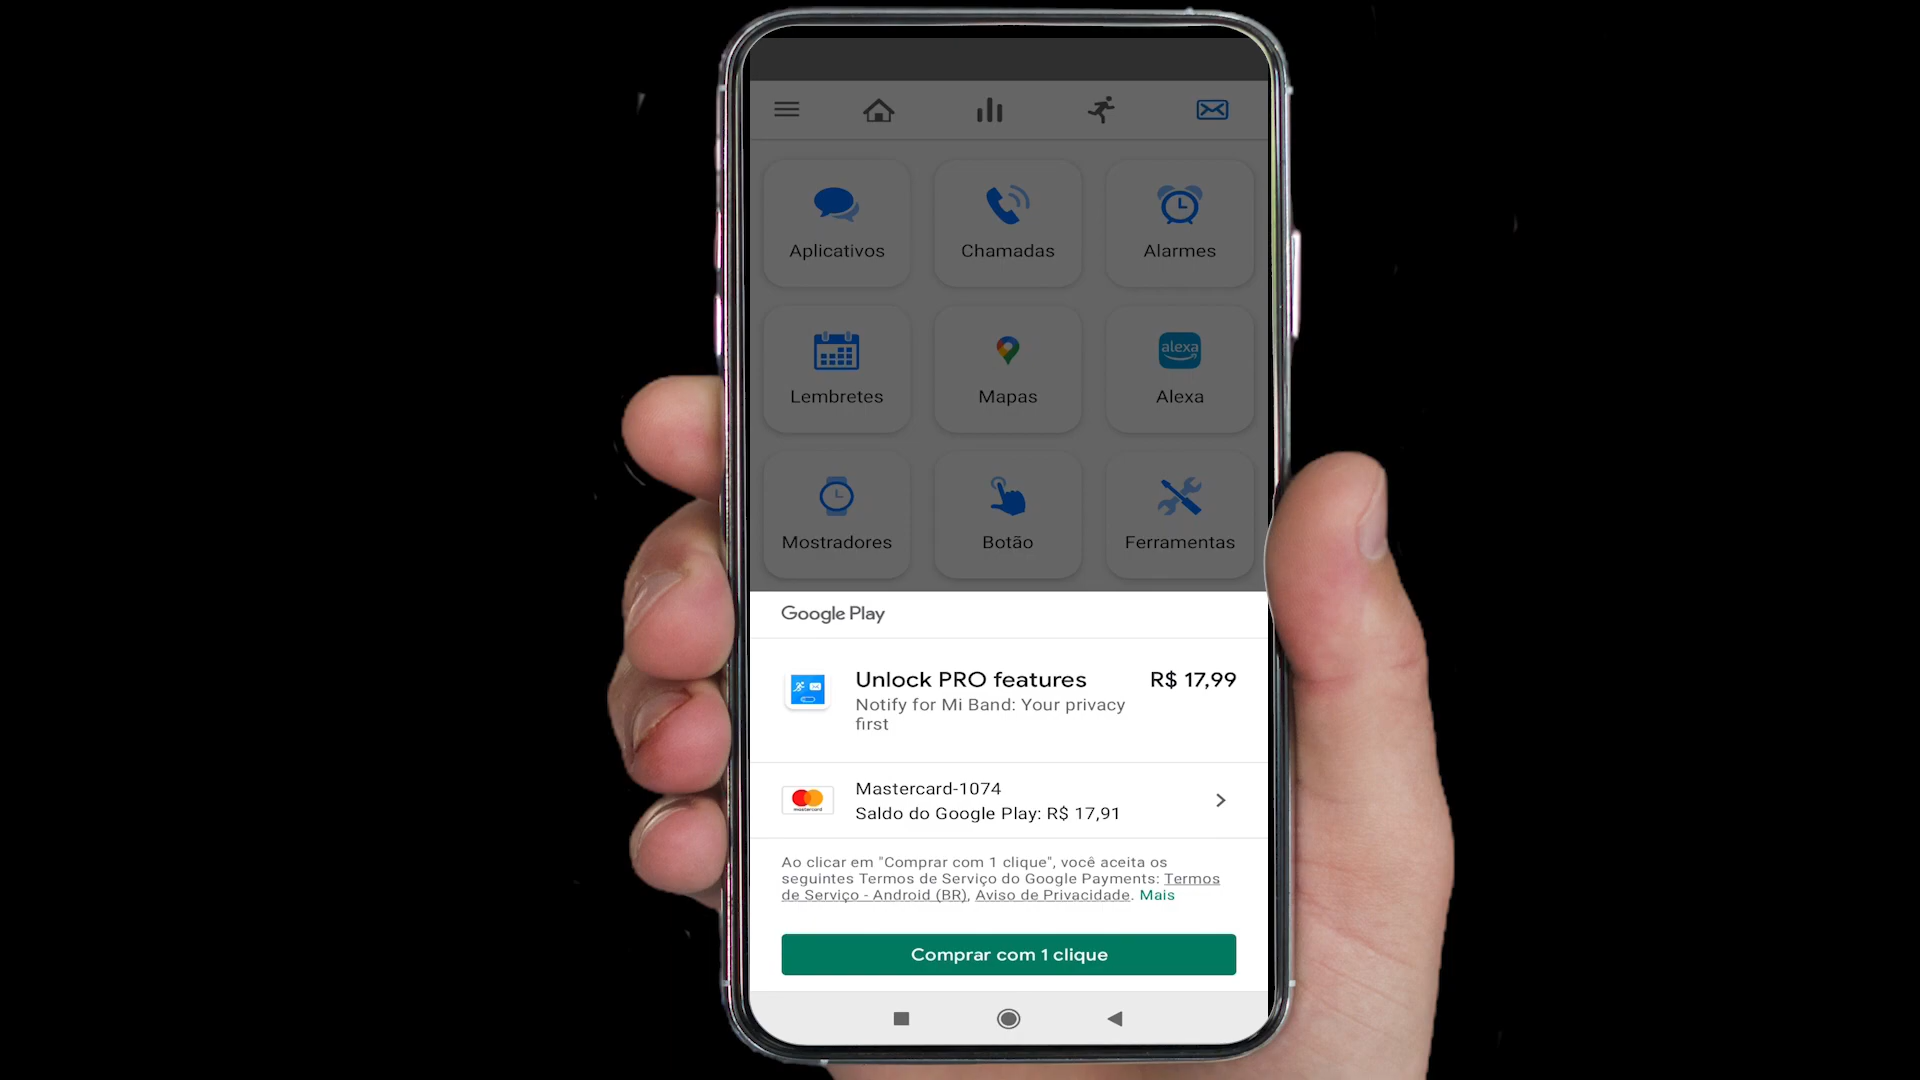 Aplicativos
Chamadas
Alarmes
alexa
Lembretes
Mapas
Alexa
Mostradores
Botão
Ferramentas
Google Play
Unlock PRO features
R$ 17,99
Notify for Mi Band: Your privacy
first
mastercard
Mastercard-1074
Saldo do Google Play: R$ 17,91
Ao clicar em "Comprar com 1 clique", você aceita os
seguintes Termos de Serviço do Google Payments: Termos
de Serviço - Android (BR), Aviso de Privacidade. Mais
Comprar com 1 clique